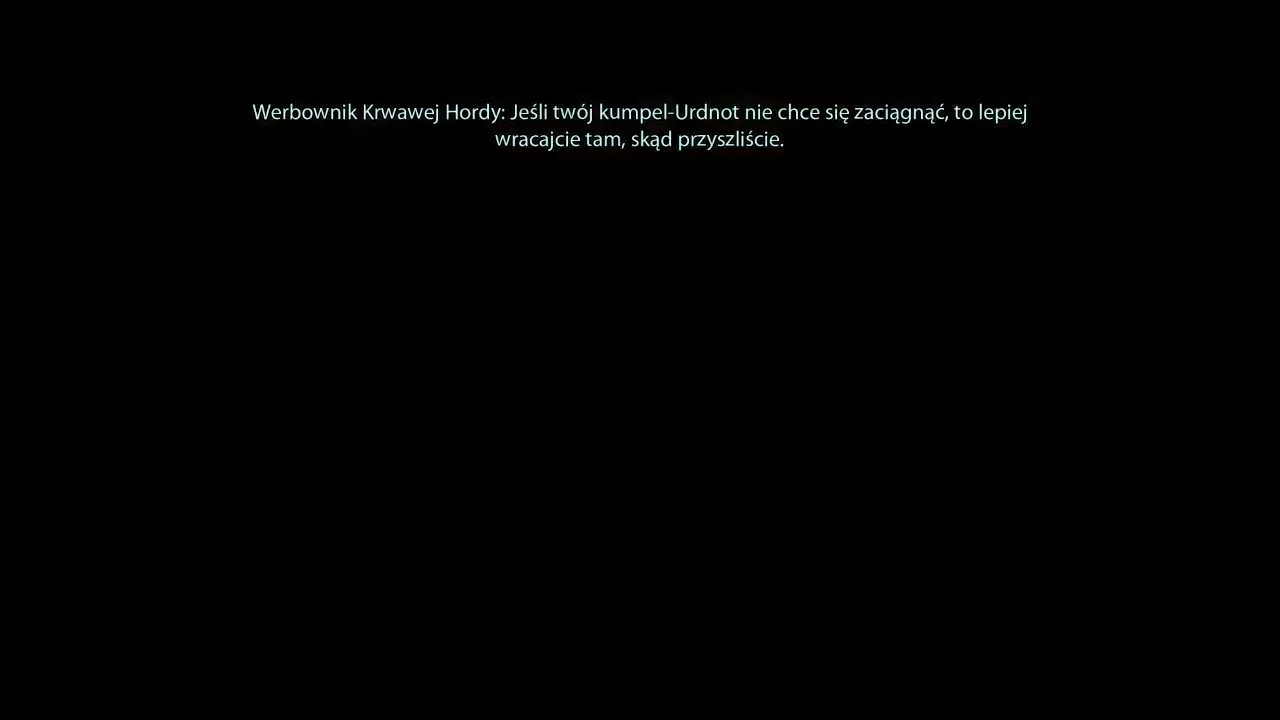 Werbownik Krwawej Hordy: Jeśli twój kumpel-Urdnot nie chce się zaciągnąć, to lepiej
wracajcie tam, skąd przyszliście.